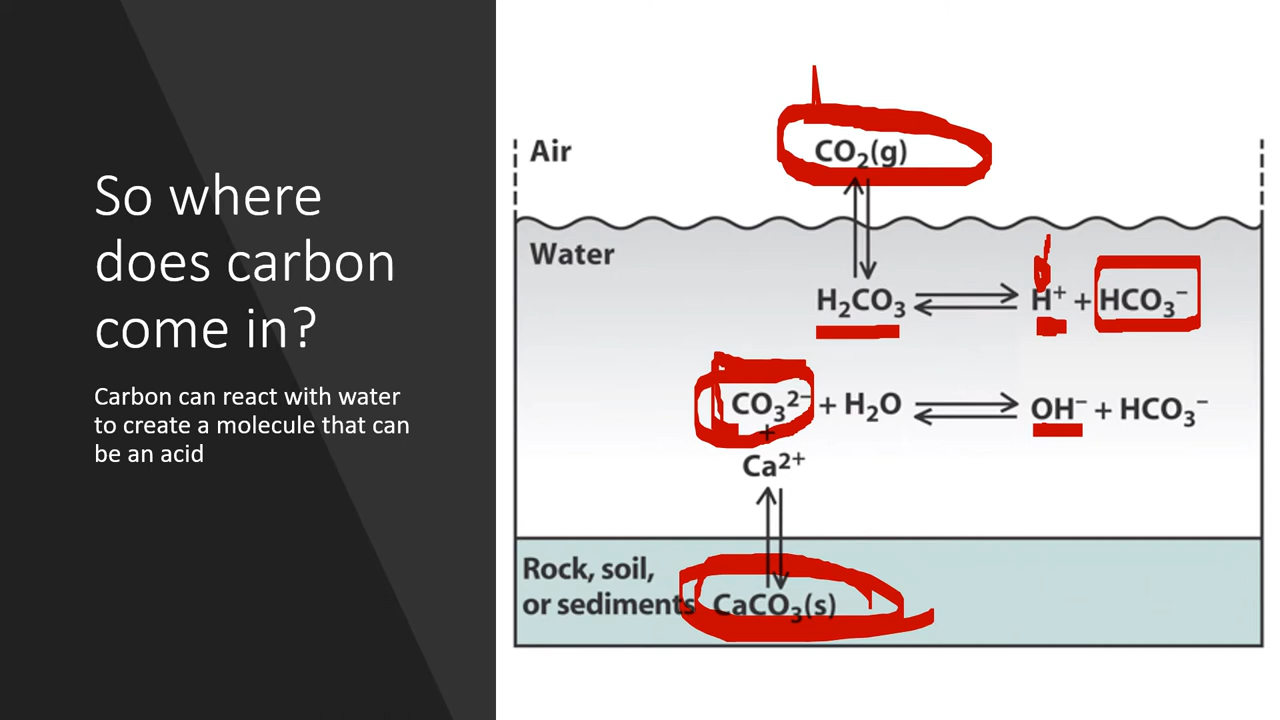 So where
does carbon
come in?
Carbon can react with water
to create a molecule that can
be an acid
Air
CO₂(g)
Water
H₂CO₃ ⇌ H⁺ + HCO₃⁻
CO₃²⁻ + H₂O ⇌ OH⁻ + HCO₃⁻
+
Ca²⁺
Rock, soil,
or sediments CaCO₃(s)